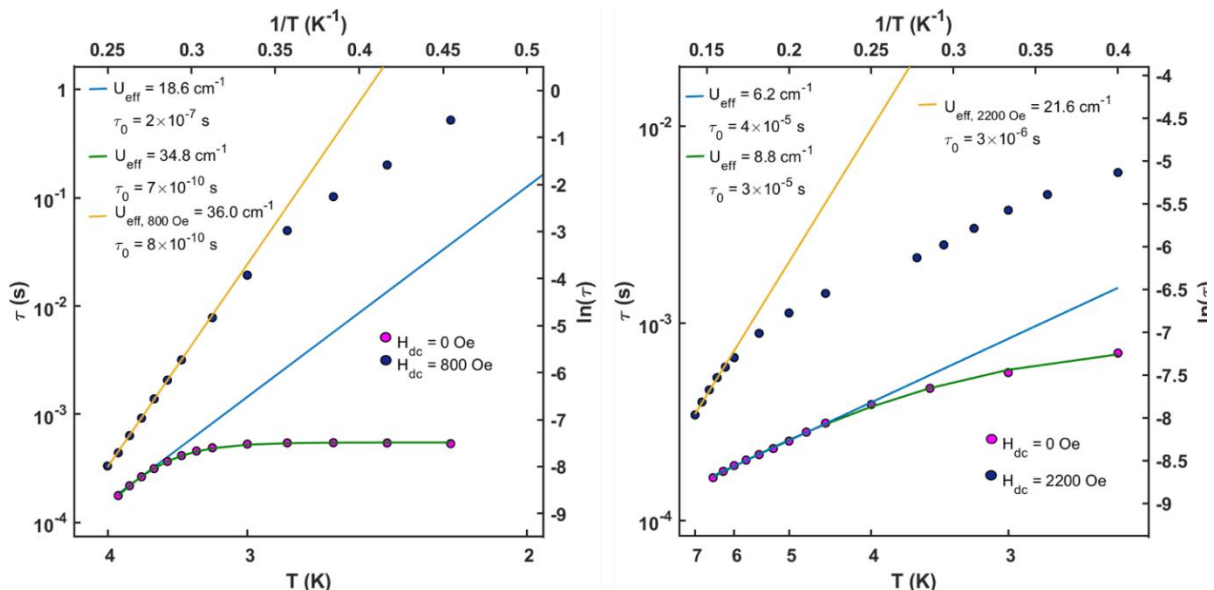 1/T (K⁻¹)
0.25 0.3 0.35 0.4 0.45 0.5
U_eff = 18.6 cm⁻¹
τ₀ = 2×10⁻⁷ s
U_eff = 34.8 cm⁻¹
τ₀ = 7×10⁻¹⁰ s
U_eff, 800 Oe = 36.0 cm⁻¹
τ₀ = 8×10⁻¹⁰ s
H_dc = 0 Oe
H_dc = 800 Oe
τ (s)
1
10⁻¹
10⁻²
10⁻³
10⁻⁴
ln(τ)
0
-1
-2
-3
-4
-5
-6
-7
-8
-9
4 3 2
T (K)
1/T (K⁻¹)
0.15 0.2 0.25 0.3 0.35 0.4
U_eff = 6.2 cm⁻¹
τ₀ = 4×10⁻⁵ s
U_eff = 8.8 cm⁻¹
τ₀ = 3×10⁻⁵ s
U_eff, 2200 Oe = 21.6 cm⁻¹
τ₀ = 3×10⁻⁶ s
H_dc = 0 Oe
H_dc = 2200 Oe
τ (s)
10⁻²
10⁻³
10⁻⁴
ln(τ)
-4
-4.5
-5
-5.5
-6
-6.5
-7
-7.5
-8
-8.5
-9
7 6 5 4 3
T (K)